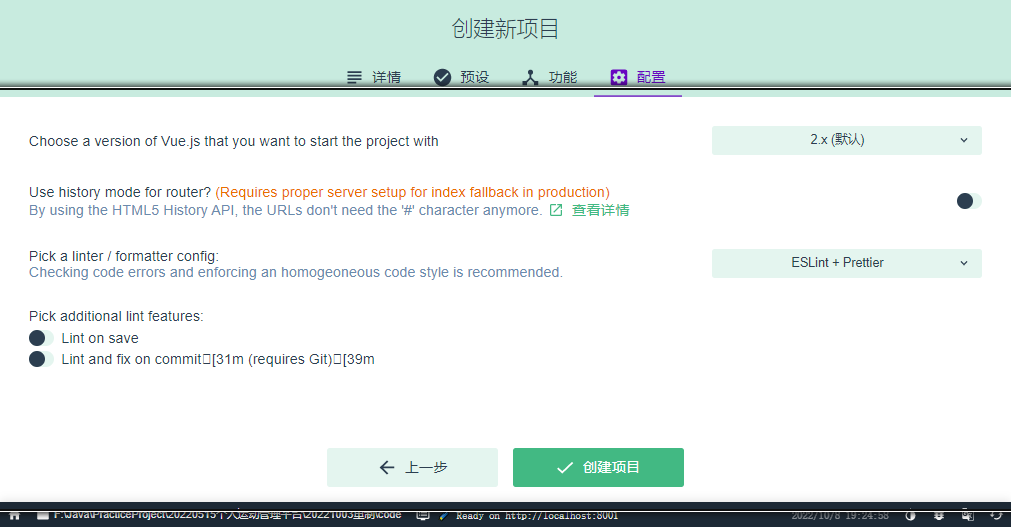 创建新项目
详情 预设 功能 配置
Choose a version of Vue.js that you want to start the project with
2.x (默认)
Use history mode for router? (Requires proper server setup for index fallback in production)
By using the HTML5 History API, the URLs don't need the '#' character anymore. 查看详情
Pick a linter / formatter config:
ESLint + Prettier
Checking code errors and enforcing an homogeoneous code style is recommended.
Pick additional lint features:
Lint on save
Lint and fix on commit□[31m (requires Git)□[39m
上一步 创建项目
F:\Java\PracticeProject\20220515个人运动管理平台\20221003重制\code Ready on http://localhost:8001 2022/10/8 19:24:58